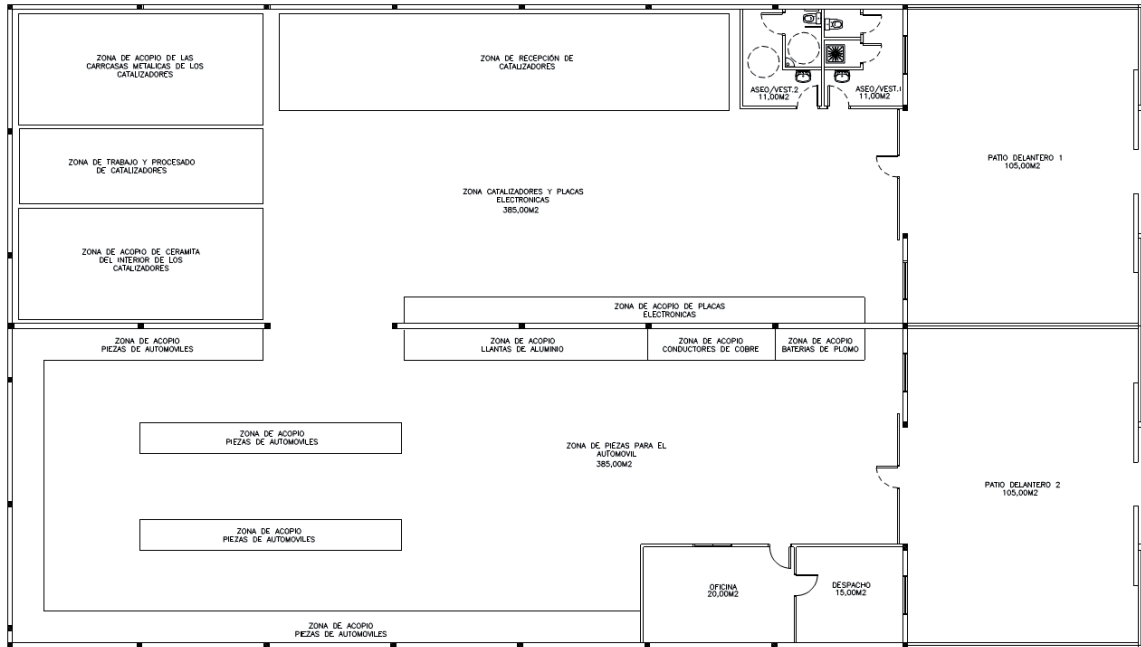 ZONA DE ACOPIO DE LAS
CARRCASAS METALICAS DE LOS
CATALIZADORES
ZONA DE RECEPCIÓN DE
CATALIZADORES
ASEO/VEST.2
11,00M2
ASEO/VEST.1
11,00M2
ZONA DE TRABAJO Y PROCESADO
DE CATALIZADORES
PATIO DELANTERO 1
105,00M2
ZONA CATALIZADORES Y PLACAS
ELECTRONICAS
385,00M2
ZONA DE ACOPIO DE CERAMITA
DEL INTERIOR DE LOS
CATALIZADORES
ZONA DE ACOPIO DE PLACAS
ELECTRONICAS
ZONA DE ACOPIO
PIEZAS DE AUTOMOVILES
ZONA DE ACOPIO
LLANTAS DE ALUMINIO
ZONA DE ACOPIO
CONDUCTORES DE COBRE
ZONA DE ACOPIO
BATERIAS DE PLOMO
ZONA DE ACOPIO
PIEZAS DE AUTOMOVILES
ZONA DE PIEZAS PARA EL
AUTOMOVIL
385,00M2
PATIO DELANTERO 2
105,00M2
ZONA DE ACOPIO
PIEZAS DE AUTOMOVILES
OFICINA
20,00M2
DESPACHO
15,00M2
ZONA DE ACOPIO
PIEZAS DE AUTOMOVILES